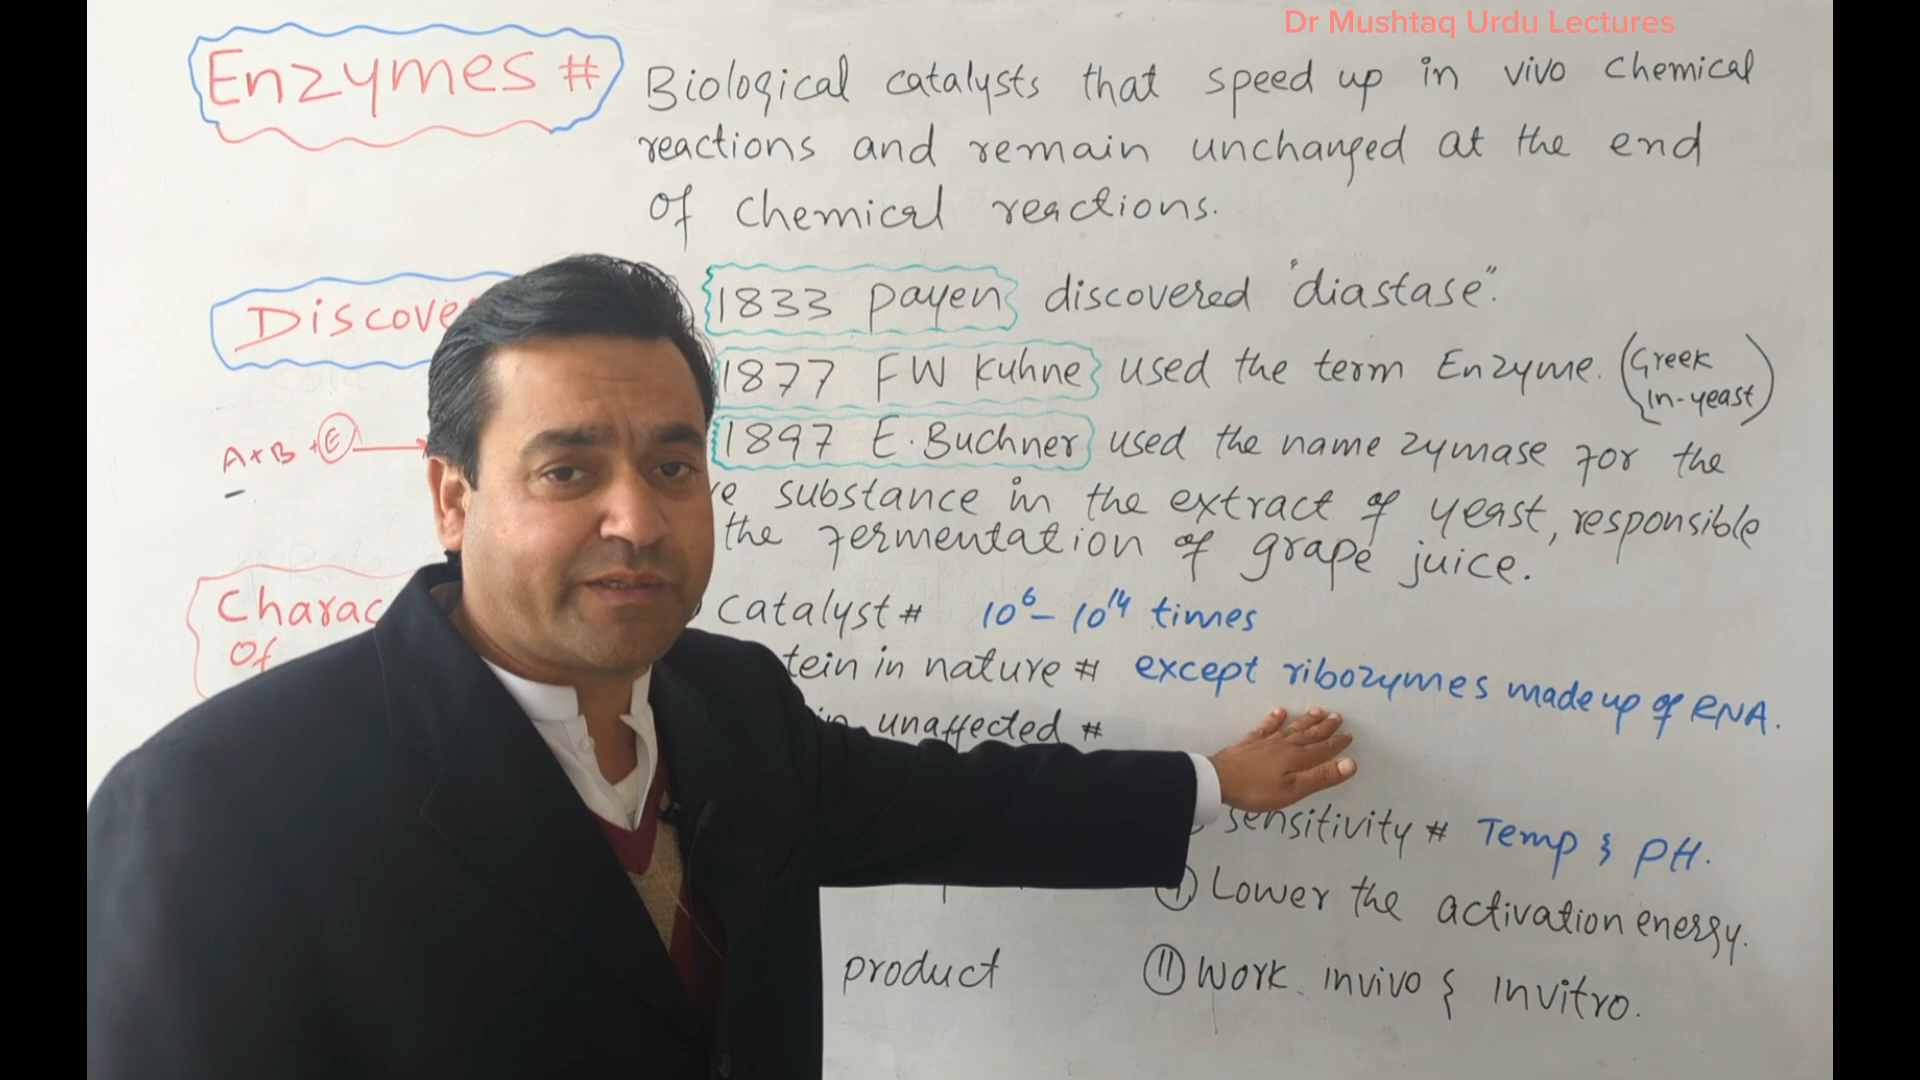 Dr Mushtaq Urdu Lectures
Enzymes # Biological catalysts that speed up in vivo chemical
reactions and remain unchanged at the end
of chemical reactions.
1833 Payen discovered "diastase".
1877 FW Kuhne used the term Enzyme. (Greek
in-yeast)
1897 E. Buchner used the name zymase for the
A+B + E
substance in the extract of yeast, responsible
the fermentation of grape juice.
catalyst # 10⁶ – 10¹⁴ times
Of
in nature # except ribozymes made up of RNA.
unaffected #
sensitivity # Temp & PH.
Lower the activation energy.
product
11 Work invivo & invitro.